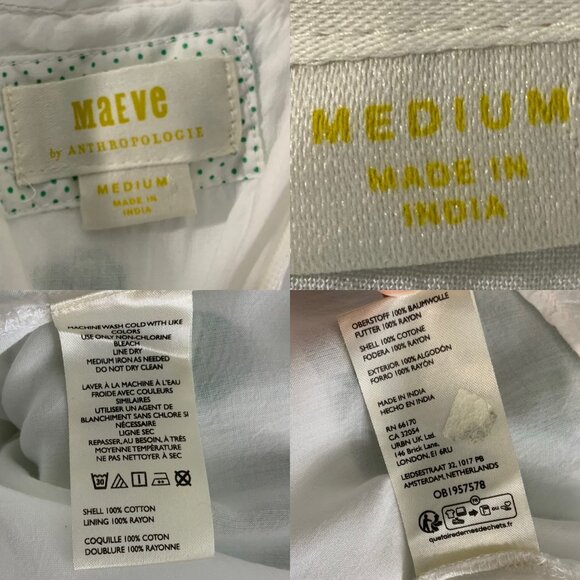 MAEVE
by ANTHROPOLOGIE
MEDIUM
MADE IN
INDIA
MEDIUM
MADE IN
INDIA
MACHINE WASH COLD WITH LIKE
COLORS
USE ONLY NON-CHLORINE
BLEACH
LINE DRY
MEDIUM IRON AS NEEDED
DO NOT DRY CLEAN
LAVER À LA MACHINE À L'EAU
FROIDE AVEC COULEURS
SIMILAIRES
UTILISER UN AGENT DE
BLANCHIMENT SANS CHLORE SI
NÉCESSAIRE
LIGNE SEC
REPASSER, AU BESOIN, À TRÈS
MOYENNE TEMPÉRATURE
NE PAS NETTOYER À SEC
30
SHELL 100% COTTON
LINING 100% RAYON
COQUILLE 100% COTON
DOUBLURE 100% RAYONNE
OBERSTOFF 100% BAUMWOLLE
FUTTER 100% RAYON
SHELL 100% COTONE
FODERA 100% RAYON
EXTERIOR 100% ALGODÓN
FORRO 100% RAYON
MADE IN INDIA
HECHO EN INDIA
RN 66170
CA 32054
URBN UK Ltd.
146 Brick Lane,
LONDON, E1 6RU
LEIDSESTRAAT 32, 1017 PB
AMSTERDAM, NETHERLANDS
OB1957578
FR
OU
quefairedemesdechets.fr